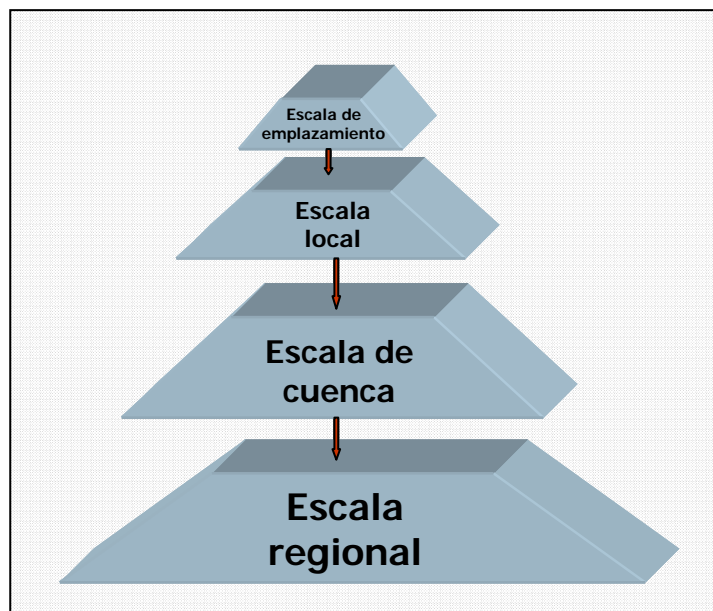 Escala de
emplazamiento
Escala
local
Escala de
cuenca
Escala
regional